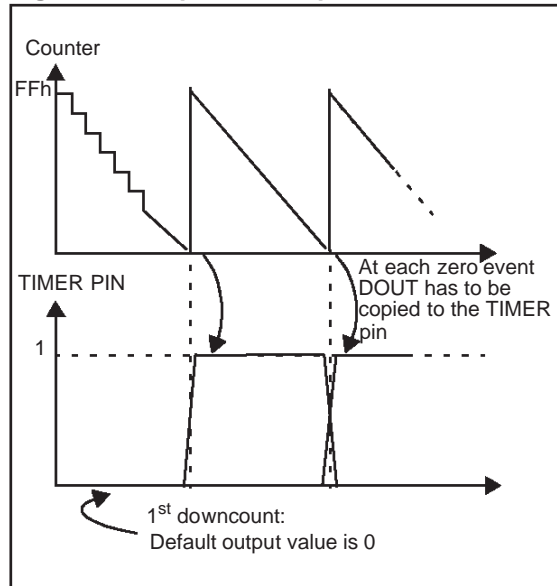 Counter
FFh
At each zero event
DOUT has to be
copied to the TIMER
pin
TIMER PIN
1
1st downcount:
Default output value is 0